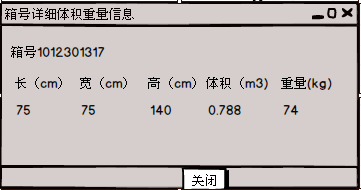 箱号详细体积重量信息
箱号1012301317
长（cm） 宽（cm） 高（cm） 体积（m3） 重量(kg)
75 75 140 0.788 74
关闭